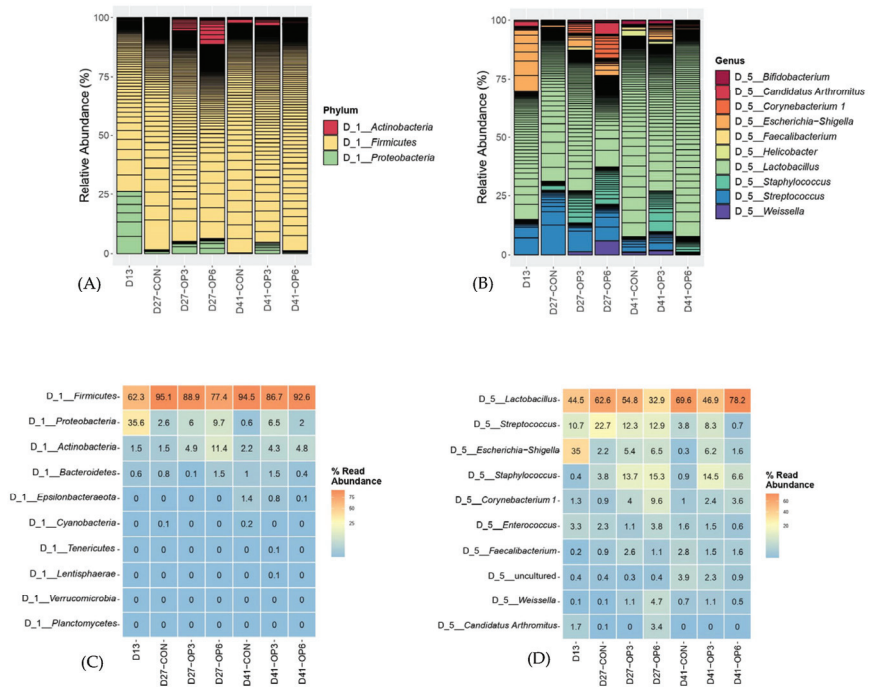 100
75
50
25
0
Relative Abundance (%)
D13
D27-CON
D27-OP3
D27-OP6
D41-CON
D41-OP3
D41-OP6
Phylum
D_1__Actinobacteria
D_1__Firmicutes
D_1__Proteobacteria
(A)
100
75
50
25
0
Relative Abundance (%)
D13
D27-CON
D27-OP3
D27-OP6
D41-CON
D41-OP3
D41-OP6
Genus
D_5__Bifidobacterium
D_5__Candidatus Arthromitus
D_5__Corynebacterium 1
D_5__Escherichia-Shigella
D_5__Faecalibacterium
D_5__Helicobacter
D_5__Lactobacillus
D_5__Staphylococcus
D_5__Streptococcus
D_5__Weissella
(B)
D_1__Firmicutes 62.3 95.1 88.9 77.4 94.5 86.7 92.6
D_1__Proteobacteria 35.6 2.6 6 9.7 0.6 6.5 2
D_1__Actinobacteria 1.5 1.5 4.9 11.4 2.2 4.3 4.8
D_1__Bacteroidetes 0.6 0.8 0.1 1.5 1 1.5 0.4
D_1__Epsilonbacteraeota 0 0 0 0 1.4 0.8 0.1
D_1__Cyanobacteria 0 0.1 0 0 0.2 0 0
D_1__Tenericutes 0 0 0 0 0 0.1 0
D_1__Lentisphaerae 0 0 0 0 0 0.1 0
D_1__Verrucomicrobia 0 0 0 0 0 0 0
D_1__Planctomycetes 0 0 0 0 0 0 0
D13
D27-CON
D27-OP3
D27-OP6
D41-CON
D41-OP3
D41-OP6
% Read
Abundance
75
50
25
(C)
D_5__Lactobacillus 44.5 62.6 54.8 32.9 69.6 46.9 78.2
D_5__Streptococcus 10.7 22.7 12.3 12.9 3.8 8.3 0.7
D_5__Escherichia-Shigella 35 2.2 5.4 6.5 0.3 6.2 1.6
D_5__Staphylococcus 0.4 3.8 13.7 15.3 0.9 14.5 6.6
D_5__Corynebacterium 1 1.3 0.9 4 9.6 1 2.4 3.6
D_5__Enterococcus 3.3 2.3 1.1 3.8 1.6 1.5 0.6
D_5__Faecalibacterium 0.2 0.9 2.6 1.1 2.8 1.5 1.6
D_5__uncultured 0.4 0.4 0.3 0.4 3.9 2.3 0.9
D_5__Weissella 0.1 0.1 1.1 4.7 0.7 1.1 0.5
D_5__Candidatus Arthromitus 1.7 0.1 0 3.4 0 0 0
D13
D27-CON
D27-OP3
D27-OP6
D41-CON
D41-OP3
D41-OP6
% Read
Abundance
60
40
20
(D)